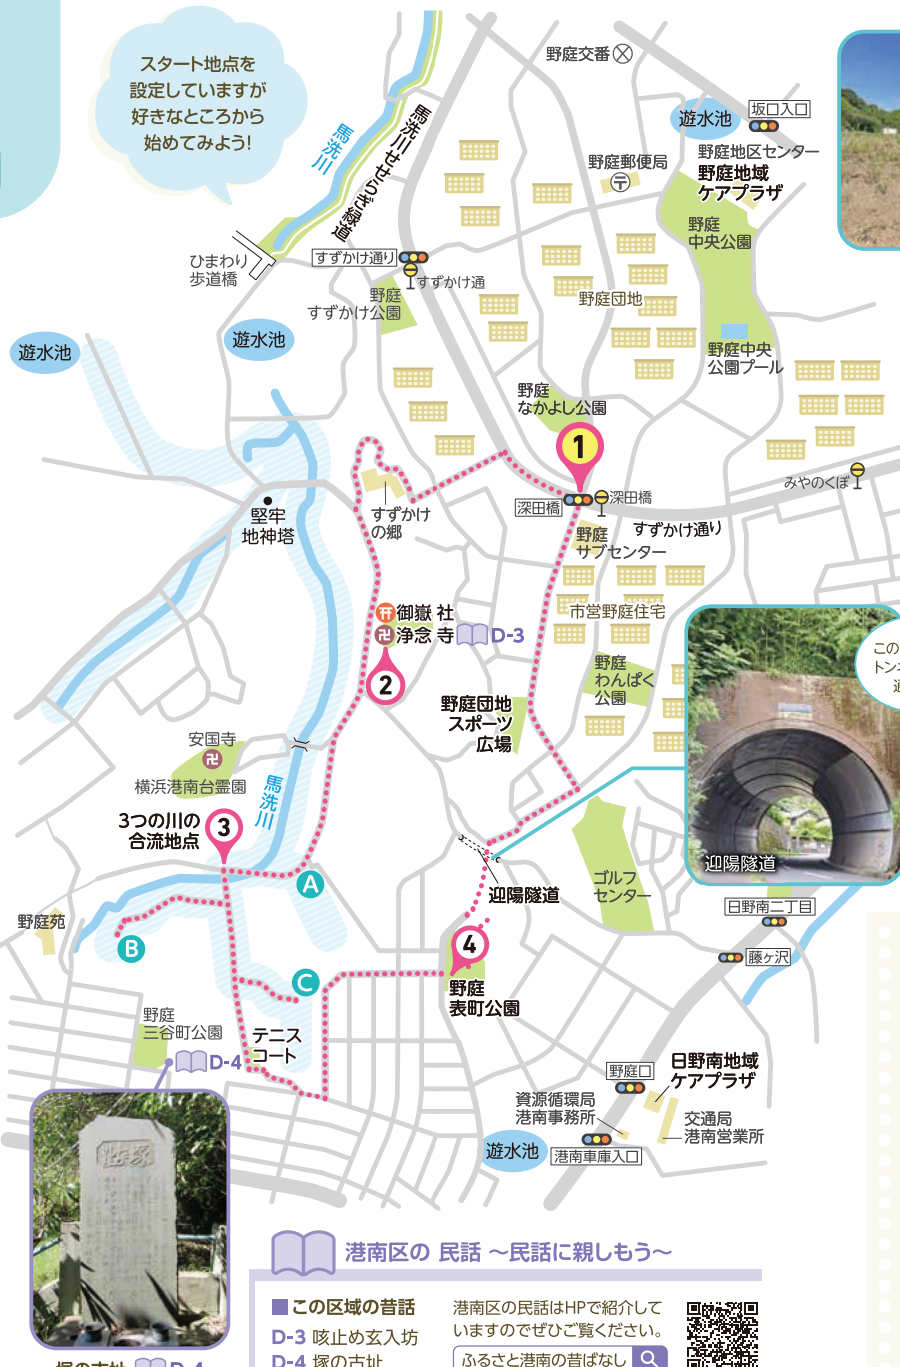 スタート地点を
設定していますが
好きなところから
始めてみよう!
馬洗川
馬洗川せせらぎ緑道
野庭交番
遊水池
坂口入口
野庭地区センター
野庭地域
ケアプラザ
野庭郵便局
野庭
中央公園
ひまわり
歩道橋
すずかけ通り
すずかけ通
野庭
すずかけ公園
野庭団地
遊水池
遊水池
野庭中央
公園プール
野庭
なかよし公園
1
みやのくぼ
深田橋
深田橋
すずかけ通り
堅牢
地神塔
すずかけ
の郷
野庭
サブセンター
市営野庭住宅
御嶽社
浄念寺
D-3
2
野庭
わんぱく
公園
野庭団地
スポーツ
広場
この
トンネ
通
安国寺
横浜港南台霊園
馬洗川
3つの川の
合流地点
3
迎陽隧道
A
迎陽隧道
ゴルフ
センター
日野南二丁目
野庭苑
B
4
藤ヶ沢
C
野庭
表町公園
野庭
三谷町公園
D-4
テニス
コート
野庭口
日野南地域
ケアプラザ
資源循環局
港南事務所
交通局
港南営業所
遊水池
港南車庫入口
港南区の 民話 ～民話に親しもう～
この区域の昔話
D-3 咳止め玄入坊
D-4 塚の古址
港南区の民話はHPで紹介して
いますのでぜひご覧ください。
ふるさと港南の昔ばなし
塚の古址 D-4